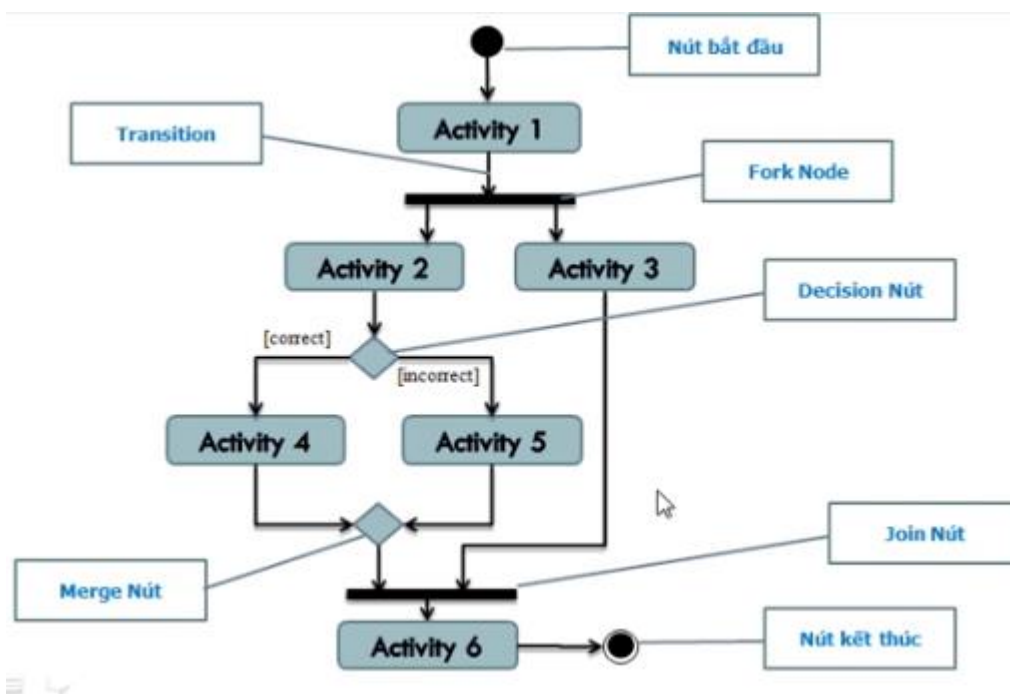 Nút bắt đầu
Activity 1
Transition
Fork Node
Activity 2
Activity 3
Decision Nút
[correct]
[incorrect]
Activity 4
Activity 5
Join Nút
Merge Nút
Activity 6
Nút kết thúc